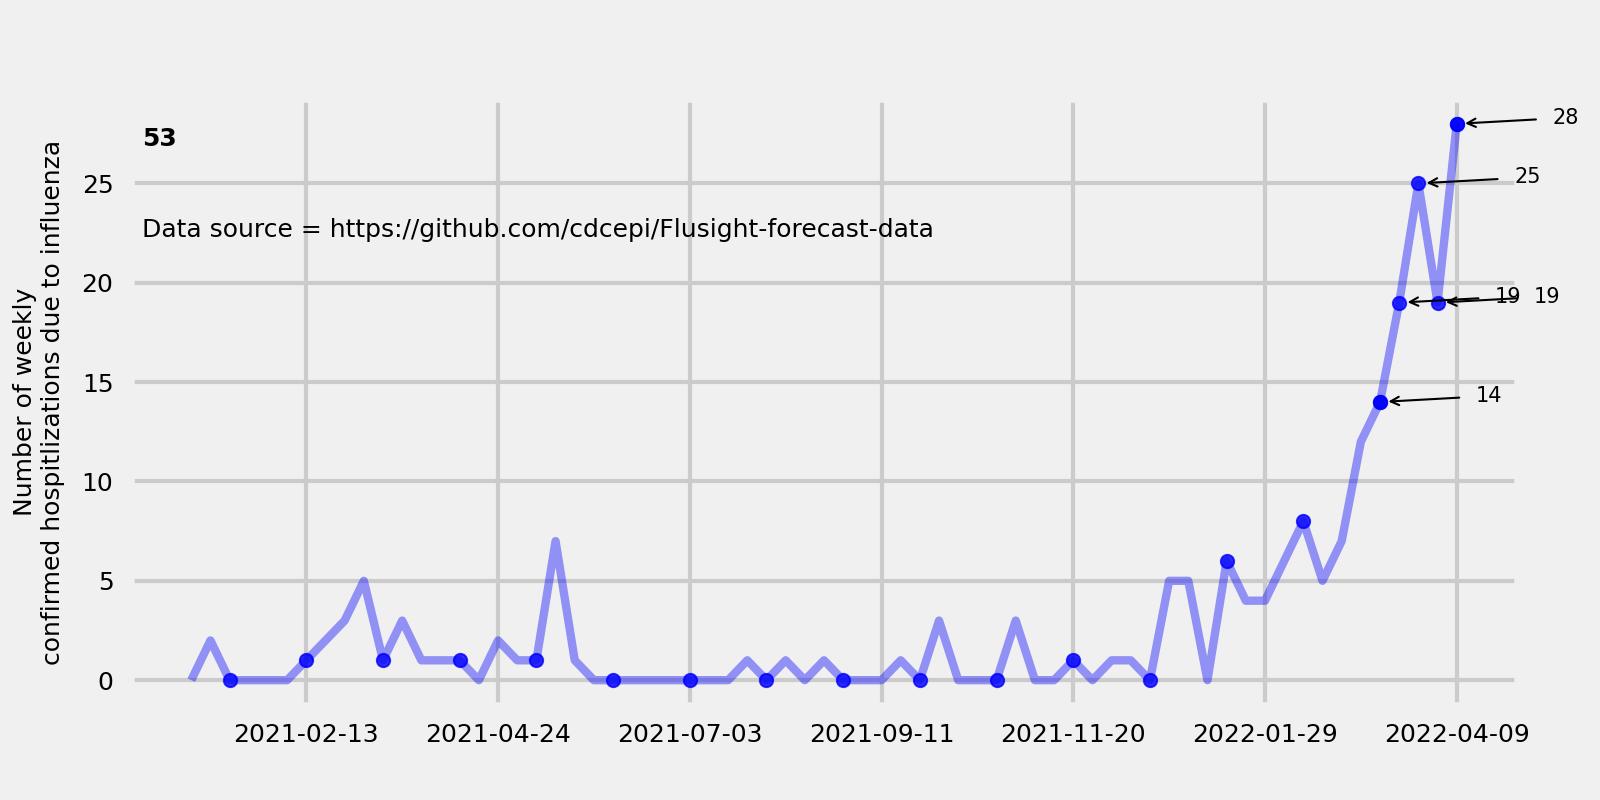 53
Data source = https://github.com/cdcepi/Flusight-forecast-data
Number of weekly
confirmed hospitlizations due to influenza
25
20
15
10
5
0
28
25
19 19
14
2021-02-13 2021-04-24 2021-07-03 2021-09-11 2021-11-20 2022-01-29 2022-04-09